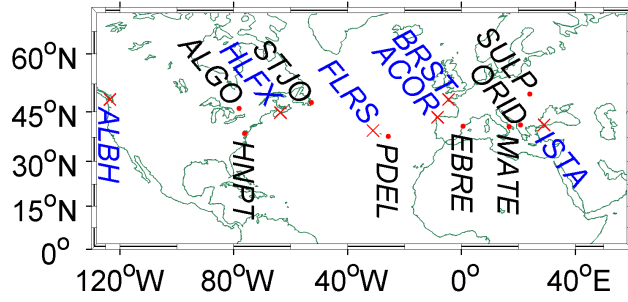 60°N
45°N
30°N
15°N
0°
120°W
80°W
40°W
0°
40°E
ALBH
ALGO
HLFX
STJO
HNPT
FLRS
PDEL
BRST
ACOR
EBRE
SULP
ORID
MATE
ISTA